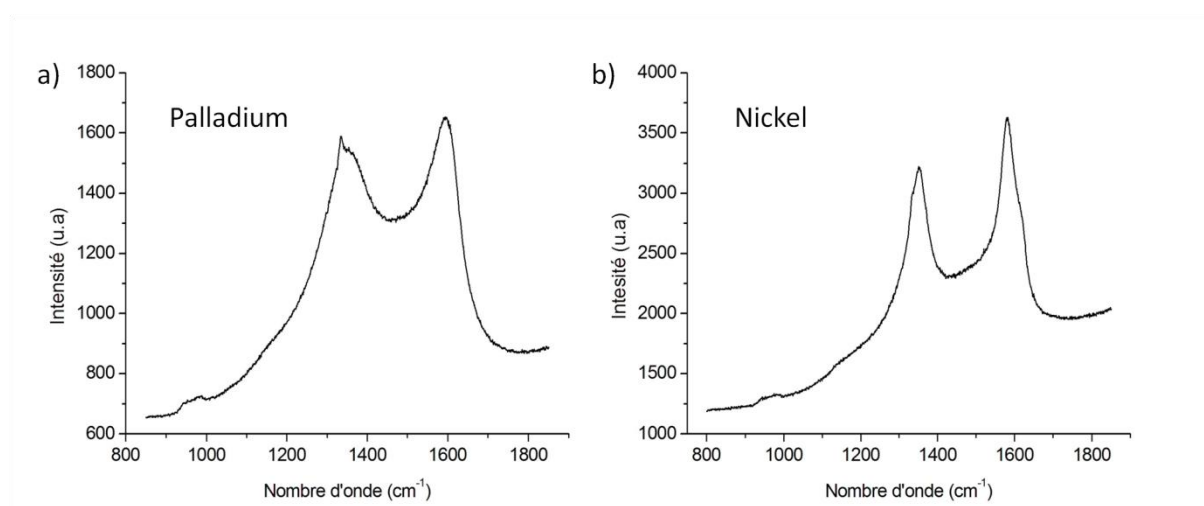 a)
Palladium
1800
1600
1400
1200
1000
800
600
Intensité (u.a)
800 1000 1200 1400 1600 1800
Nombre d'onde (cm⁻¹)
b)
Nickel
4000
3500
3000
2500
2000
1500
1000
Intesité (u.a)
800 1000 1200 1400 1600 1800
Nombre d'onde (cm⁻¹)